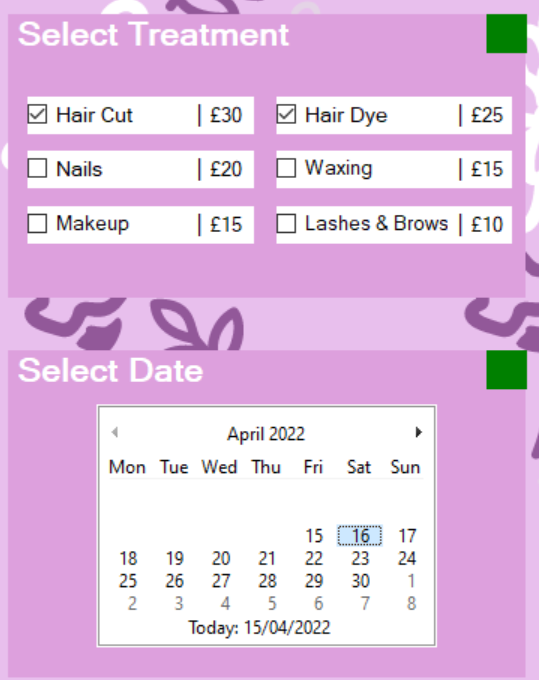 Select Treatment
Hair Cut | £30 Hair Dye | £25
Nails | £20 Waxing | £15
Makeup | £15 Lashes & Brows | £10
Select Date
April 2022
Mon Tue Wed Thu Fri Sat Sun
15 16 17
18 19 20 21 22 23 24
25 26 27 28 29 30 1
2 3 4 5 6 7 8
Today: 15/04/2022